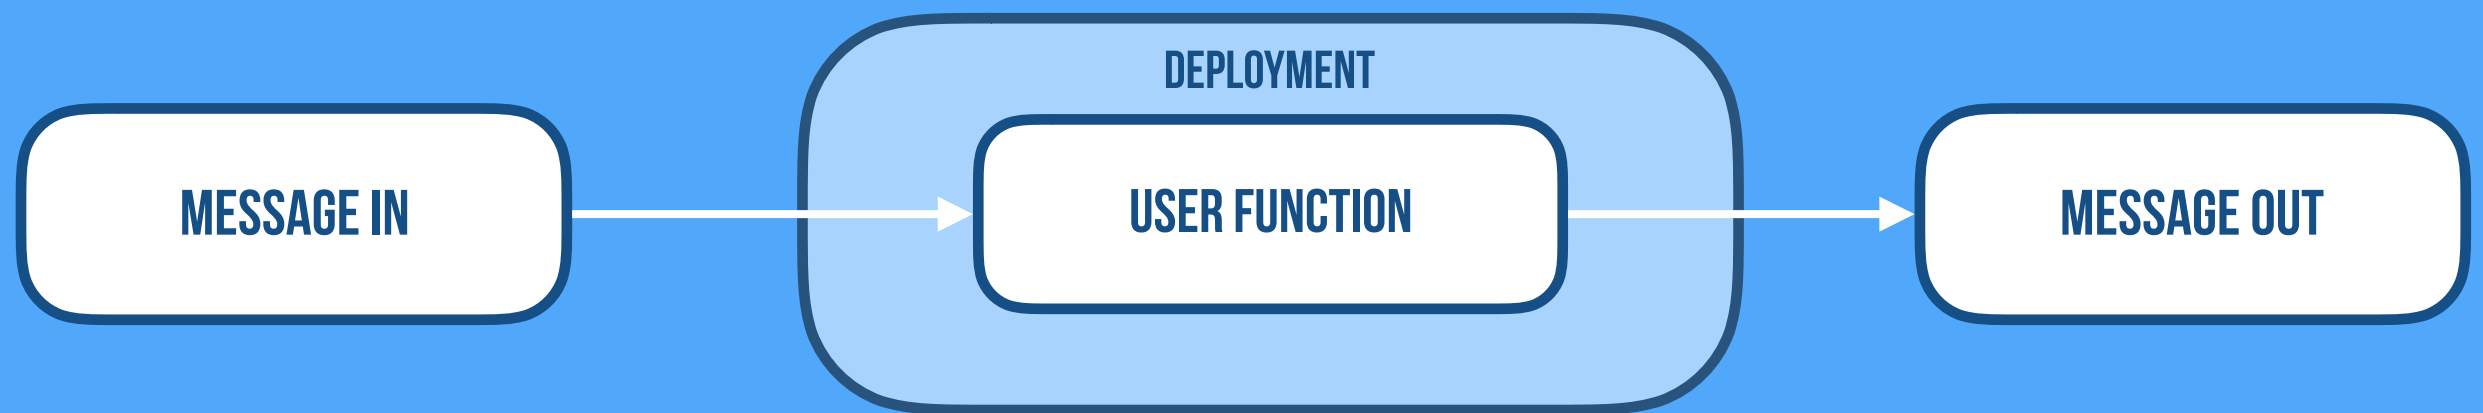 DEPLOYMENT
MESSAGE IN
USER FUNCTION
MESSAGE OUT